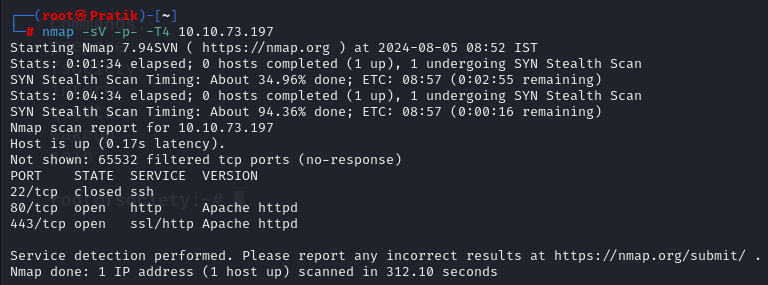 ┌──(root㉿Pratik)-[~]
└─# nmap -sV -p- -T4 10.10.73.197
Starting Nmap 7.94SVN ( https://nmap.org ) at 2024-08-05 08:52 IST
Stats: 0:01:34 elapsed; 0 hosts completed (1 up), 1 undergoing SYN Stealth Scan
SYN Stealth Scan Timing: About 34.96% done; ETC: 08:57 (0:02:55 remaining)
Stats: 0:04:34 elapsed; 0 hosts completed (1 up), 1 undergoing SYN Stealth Scan
SYN Stealth Scan Timing: About 94.36% done; ETC: 08:57 (0:00:16 remaining)
Nmap scan report for 10.10.73.197
Host is up (0.17s latency).
Not shown: 65532 filtered tcp ports (no-response)
PORT    STATE  SERVICE  VERSION
22/tcp  closed ssh
80/tcp  open   http     Apache httpd
443/tcp open   ssl/http Apache httpd

Service detection performed. Please report any incorrect results at https://nmap.org/submit/ .
Nmap done: 1 IP address (1 host up) scanned in 312.10 seconds